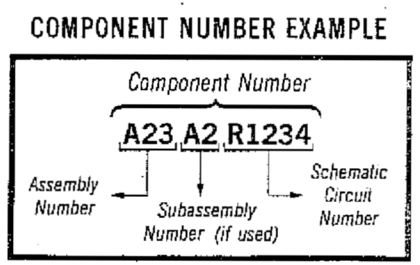 COMPONENT NUMBER EXAMPLE
Component Number
A23 A2 R1234
Assembly
Number
Subassembly
Number (if used)
Schematic
Circuit
Number